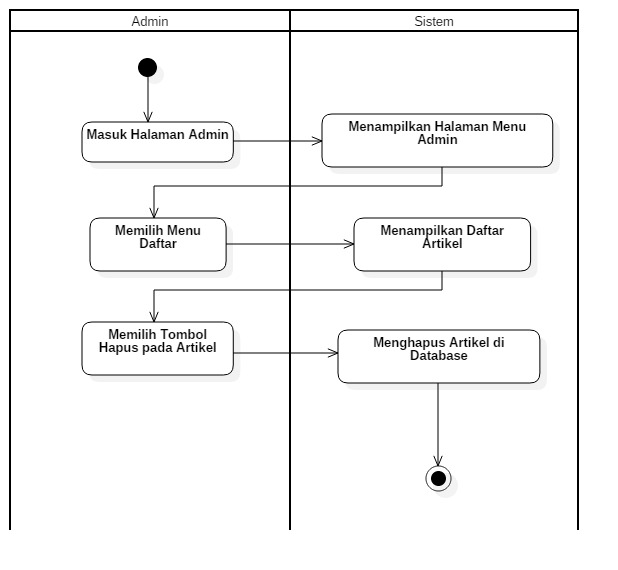 Admin
Sistem
Masuk Halaman Admin
Menampilkan Halaman Menu
Admin
Memilih Menu
Daftar
Menampilkan Daftar
Artikel
Memilih Tombol
Hapus pada Artikel
Menghapus Artikel di
Database